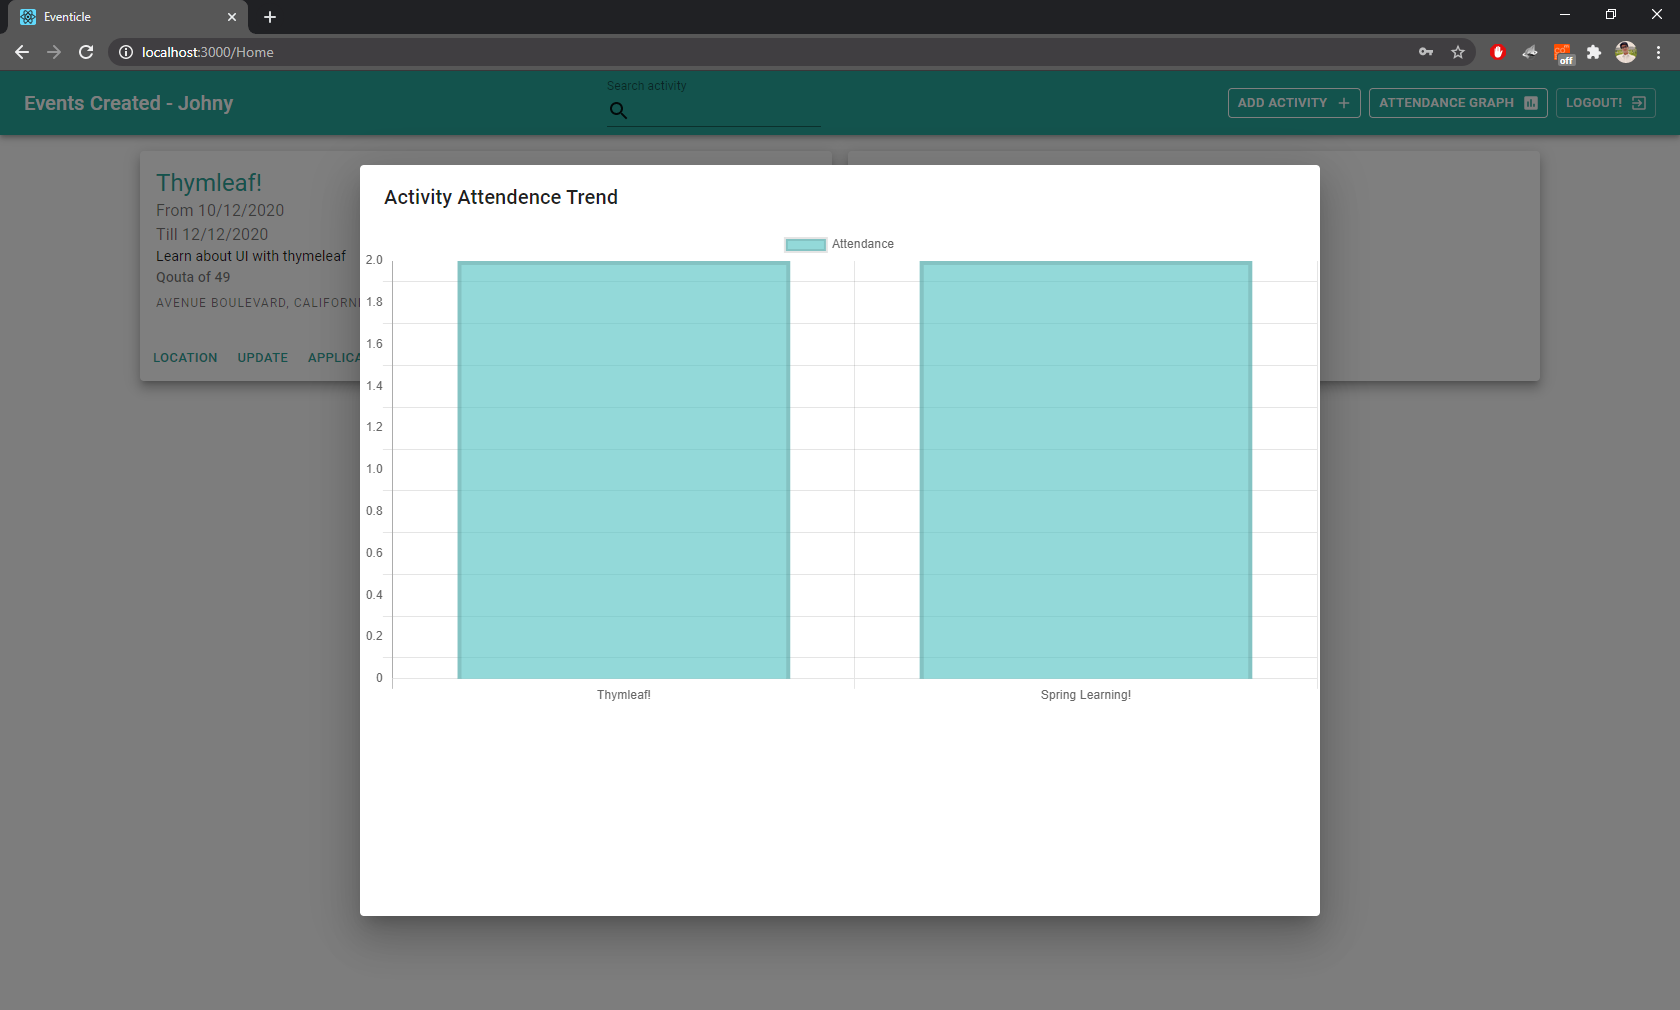 Eventicle
localhost:3000/Home
off
Events Created - Johny
Search activity
ADD ACTIVITY
ATTENDANCE GRAPH
LOGOUT!
Thymleaf!
From 10/12/2020
Till 12/12/2020
Learn about UI with thymeleaf
Qouta of 49
AVENUE BOULEVARD, CALIFORN
LOCATION UPDATE APPLICA
Activity Attendence Trend
Attendance
2.0
1.8
1.6
1.4
1.2
1.0
0.8
0.6
0.4
0.2
0
Thymleaf! Spring Learning!